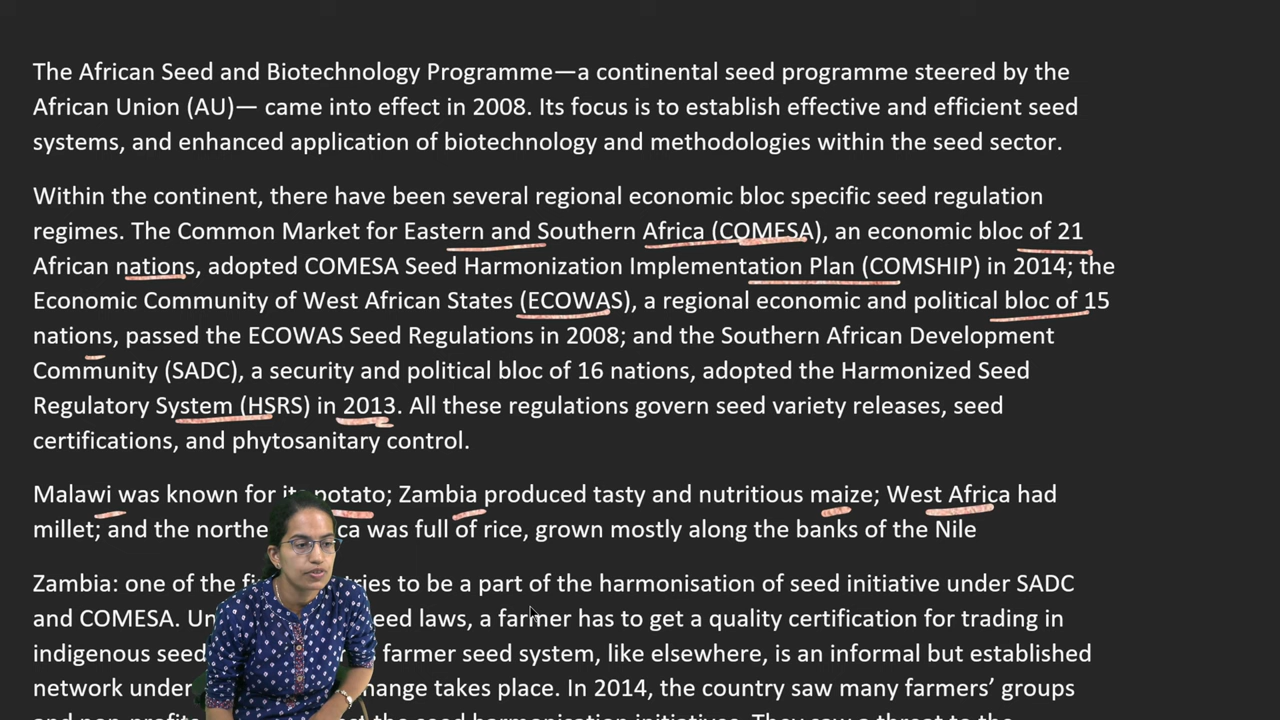 The African Seed and Biotechnology Programme—a continental seed programme steered by the
African Union (AU)— came into effect in 2008. Its focus is to establish effective and efficient seed
systems, and enhanced application of biotechnology and methodologies within the seed sector.
Within the continent, there have been several regional economic bloc specific seed regulation
regimes. The Common Market for Eastern and Southern Africa (COMESA), an economic bloc of 21
African nations, adopted COMESA Seed Harmonization Implementation Plan (COMSHIP) in 2014; the
Economic Community of West African States (ECOWAS), a regional economic and political bloc of 15
nations, passed the ECOWAS Seed Regulations in 2008; and the Southern African Development
Community (SADC), a security and political bloc of 16 nations, adopted the Harmonized Seed
Regulatory System (HSRS) in 2013. All these regulations govern seed variety releases, seed
certifications, and phytosanitary control.
Malawi was known for its potato; Zambia produced tasty and nutritious maize; West Africa had
millet; and the was full of rice, grown mostly along the banks of the Nile
Zambia: one of the to be a part of the harmonisation of seed initiative under SADC
and COMESA. seed laws, a farmer has to get a quality certification for trading in
indigenous farmer seed system, like elsewhere, is an informal but established
network under takes place. In 2014, the country saw many farmers’ groups
the seed harmonisation initiatives. They saw a threat to the